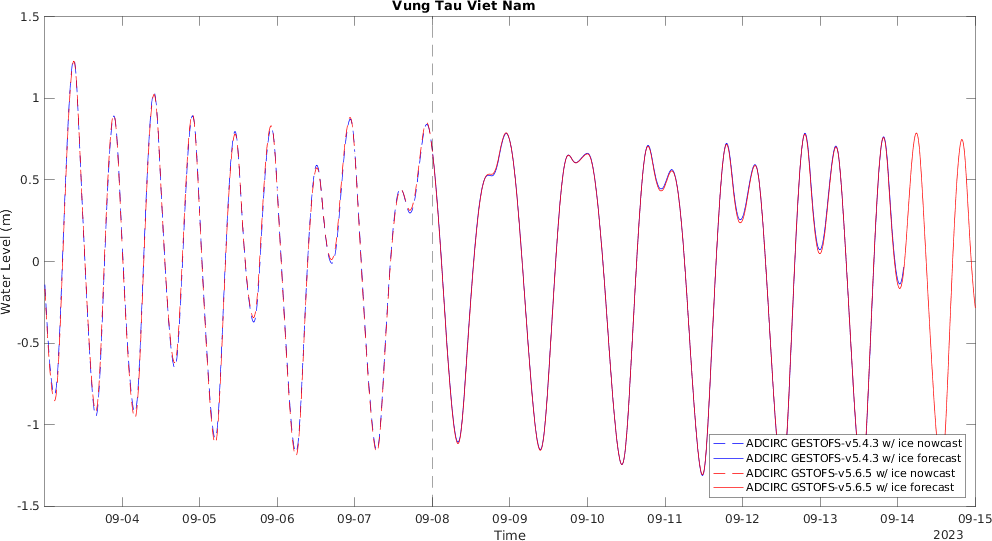 Vung Tau Viet Nam
1.5
1
0.5
0
-0.5
-1
-1.5
Water Level (m)
ADCIRC GESTOFS-v5.4.3 w/ ice nowcast
ADCIRC GESTOFS-v5.4.3 w/ ice forecast
ADCIRC GSTOFS-v5.6.5 w/ ice nowcast
ADCIRC GSTOFS-v5.6.5 w/ ice forecast
09-04 09-05 09-06 09-07 09-08 09-09 09-10 09-11 09-12 09-13 09-14 09-15
Time
2023